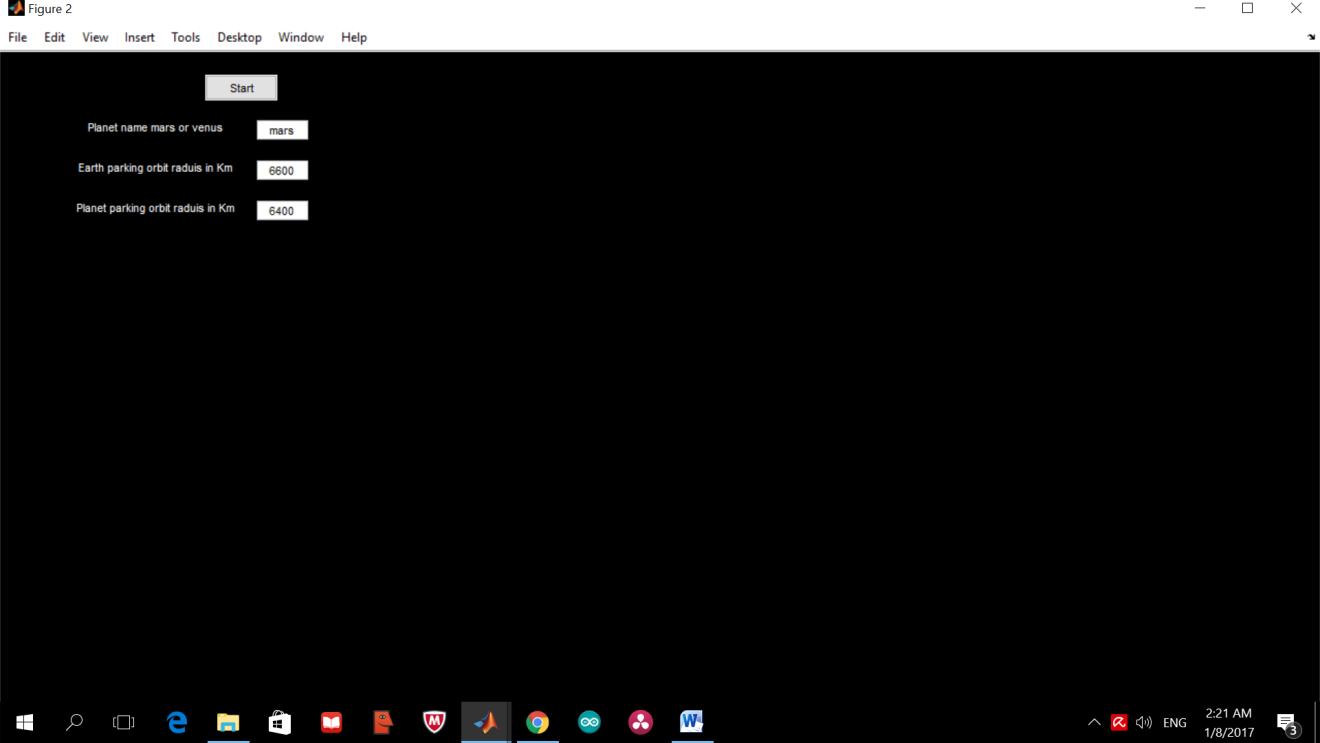 Figure 2
File Edit View Insert Tools Desktop Window Help
Start
Planet name mars or venus mars
Earth parking orbit raduis in Km 6600
Planet parking orbit raduis in Km 6400
ENG
2:21 AM
1/8/2017
3